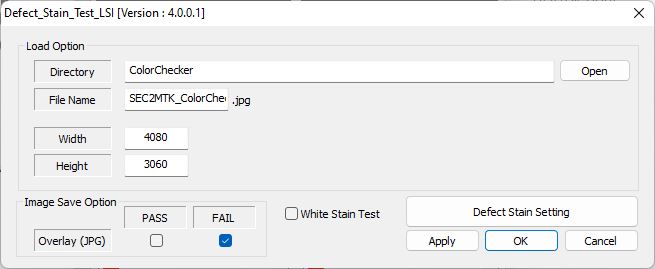 Defect_Stain_Test_LSI [Version : 4.0.0.1]
Load Option
Directory ColorChecker Open
File Name SEC2MTK_ColorChe .jpg
Width 4080
Height 3060
Image Save Option
PASS FAIL
Overlay (JPG)
White Stain Test
Defect Stain Setting
Apply OK Cancel